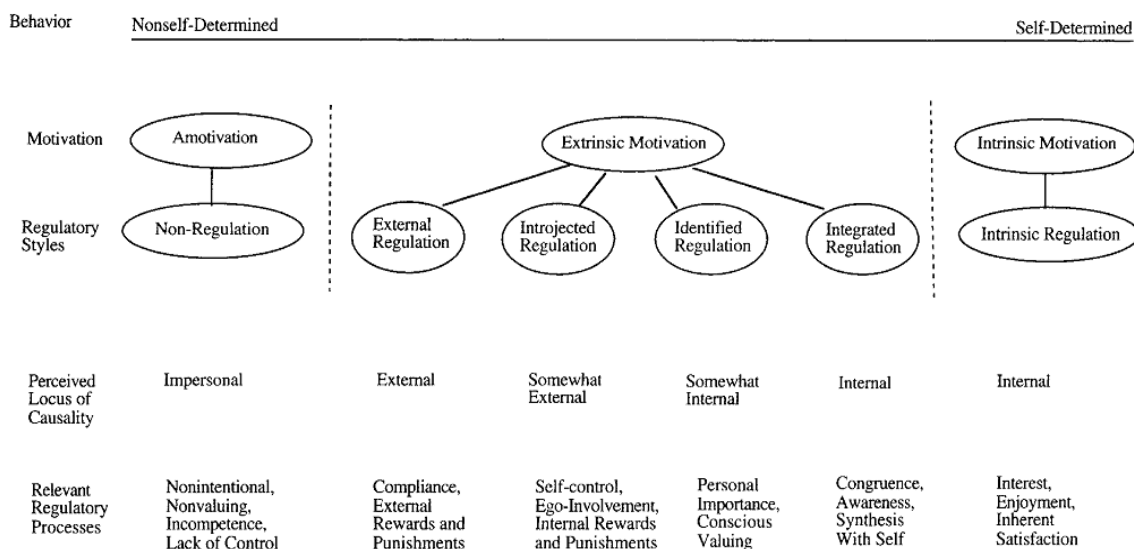 Behavior
Nonself-Determined
Self-Determined
Motivation
Amotivation
Extrinsic Motivation
Intrinsic Motivation
Regulatory
Styles
Non-Regulation
External
Regulation
Introjected
Regulation
Identified
Regulation
Integrated
Regulation
Intrinsic Regulation
Perceived
Locus of
Causality
Impersonal
External
Somewhat
External
Somewhat
Internal
Internal
Internal
Relevant
Regulatory
Processes
Nonintentional,
Nonvaluing,
Incompetence,
Lack of Control
Compliance,
External
Rewards and
Punishments
Self-control,
Ego-Involvement,
Internal Rewards
and Punishments
Personal
Importance,
Conscious
Valuing
Congruence,
Awareness,
Synthesis
With Self
Interest,
Enjoyment,
Inherent
Satisfaction